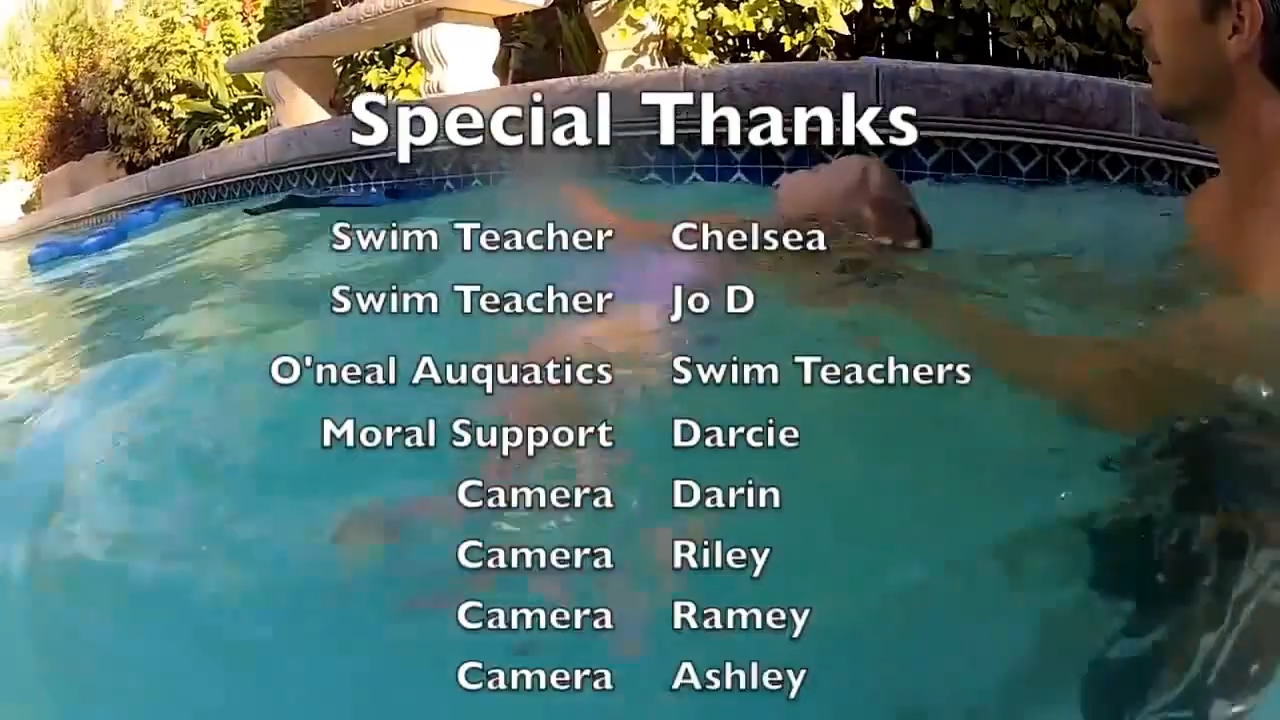 Special Thanks
Swim Teacher Chelsea
Swim Teacher Jo D
O'neal Auquatics Swim Teachers
Moral Support Darcie
Camera Darin
Camera Riley
Camera Ramey
Camera Ashley